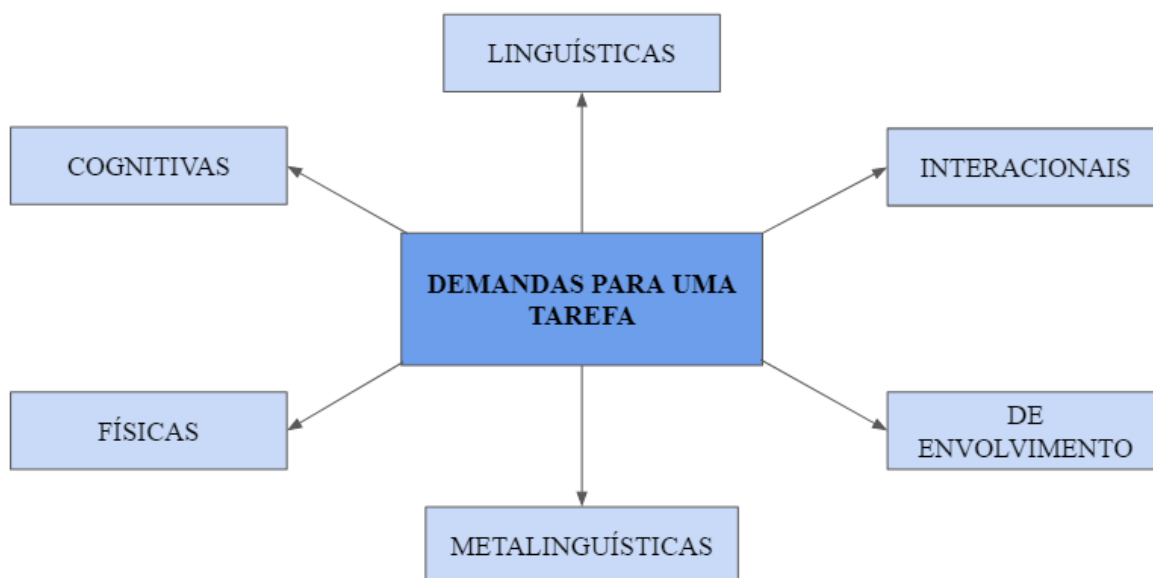 LINGUÍSTICAS
COGNITIVAS
INTERACIONAIS
DEMANDAS PARA UMA
TAREFA
FÍSICAS
DE
ENVOLVIMENTO
METALINGUÍSTICAS